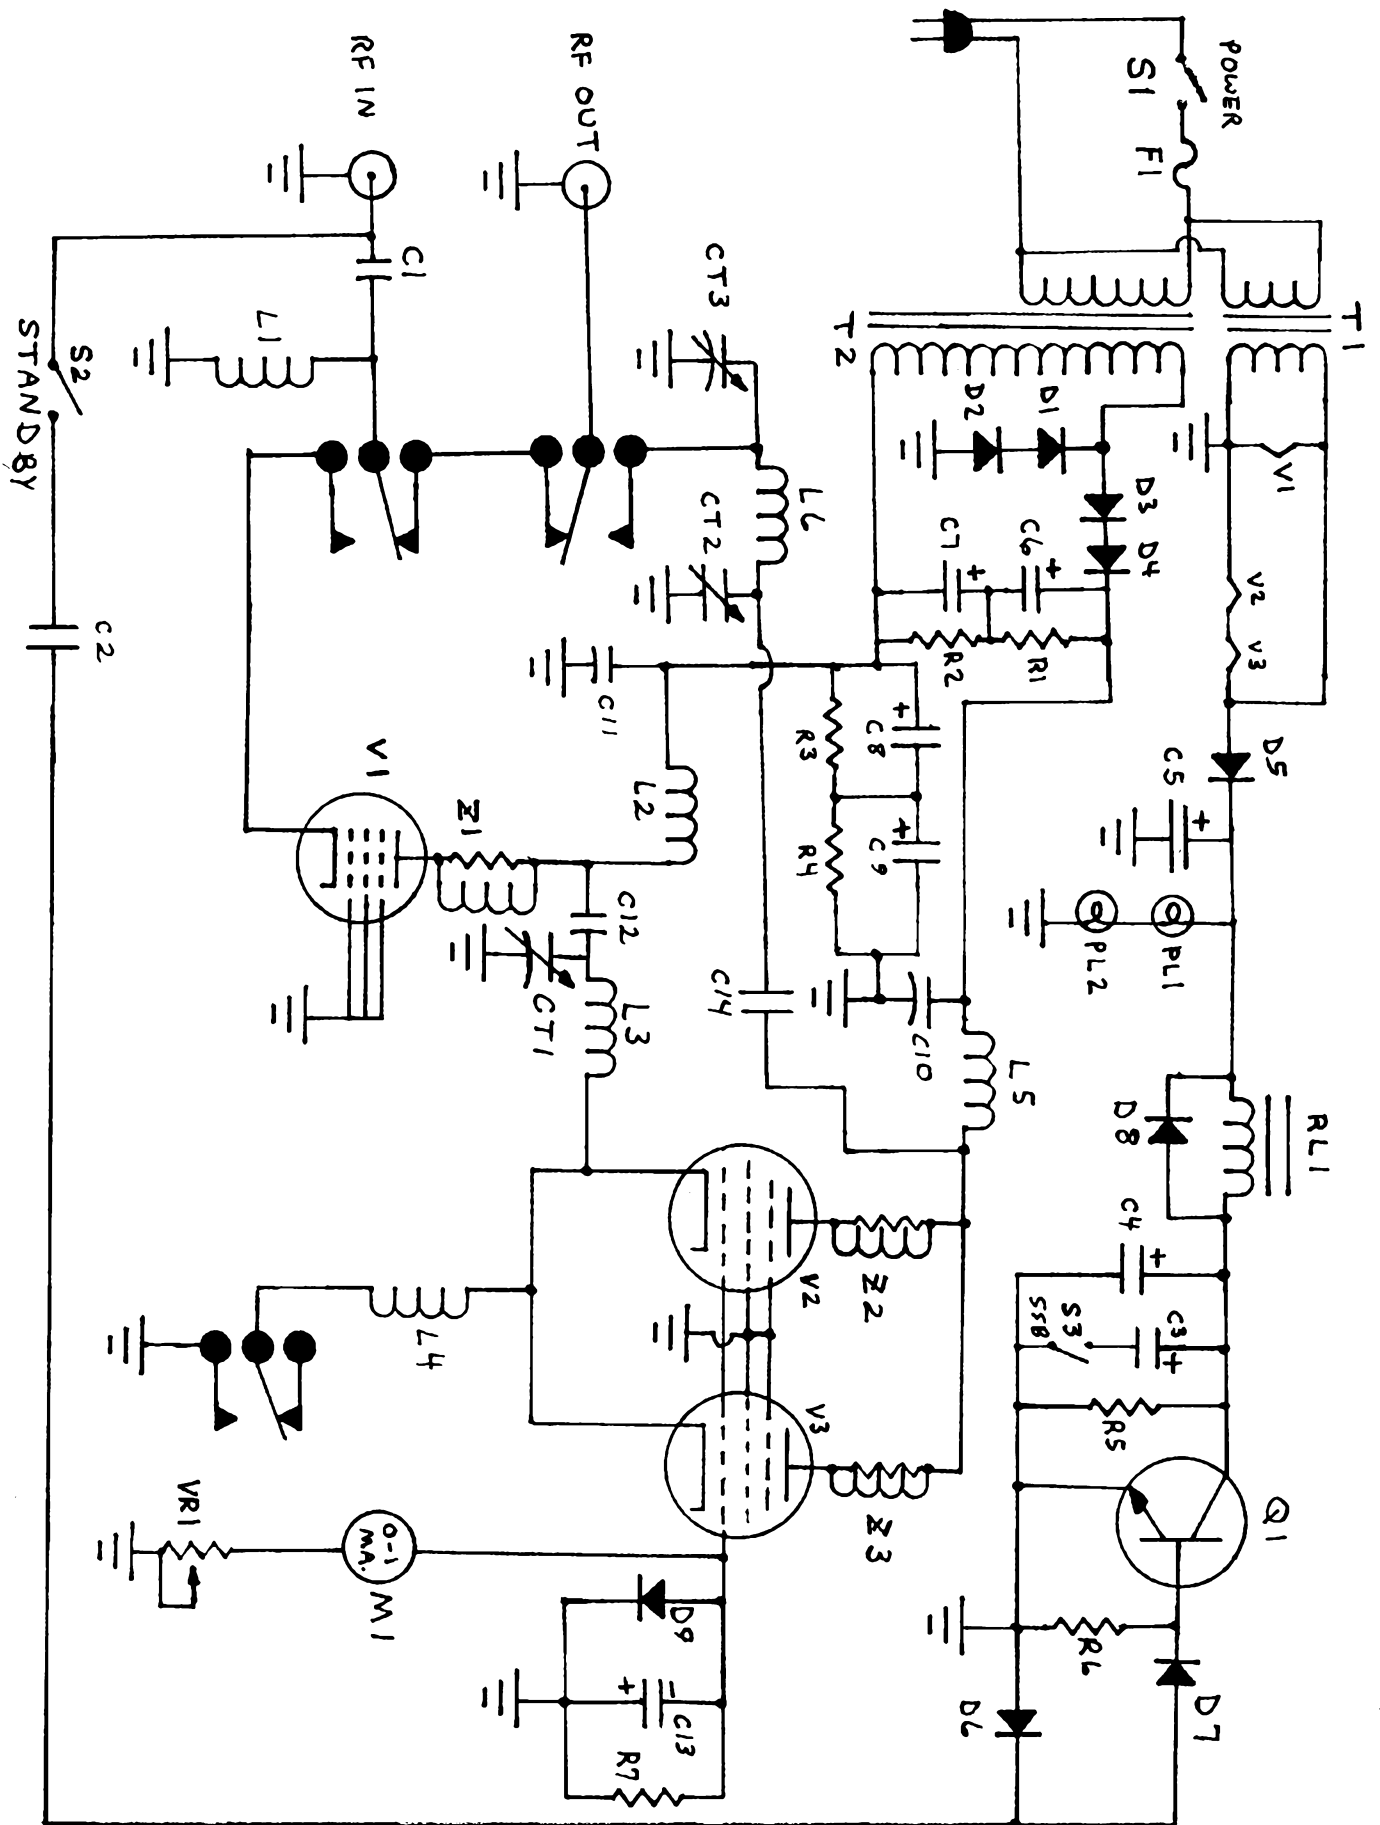 POWER
S1
F1
T1
T2
V1
V2
V3
D5
C5
+
PL1
PL2
RL1
D8
C4
+
C3
+
S3
SSB
R5
Q1
R6
D7
D6
D1
D2
D3
D4
C6
+
C7
+
R1
R2
C8
+
R3
C9
+
R4
C10
L5
C14
RF OUT
CT3
L6
CT2
C11
L2
Z1
V1
C12
CT1
L3
V2
Z2
V3
Z3
RF IN
C1
L1
S2
STANDBY
C2
L4
VR1
0-1
MA.
M1
D9
+
-
C13
R7